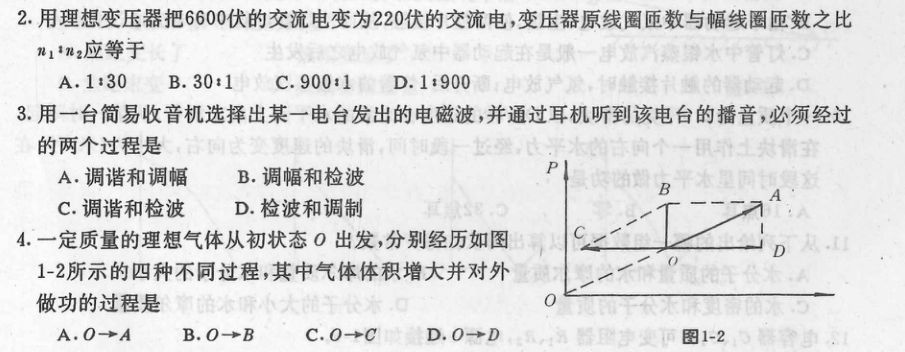 2.用理想变压器把6600伏的交流电变为220伏的交流电,变压器原线圈匝数与幅线圈匝数之比
n₁:n₂应等于
A.1:30 B.30:1 C.900:1 D.1:900
3.用一台简易收音机选择出某一电台发出的电磁波,并通过耳机听到该电台的播音,必须经过
的两个过程是
A.调谐和调幅 B.调幅和检波
C.调谐和检波 D.检波和调制
4.一定质量的理想气体从初状态O出发,分别经历如图
1-2所示的四种不同过程,其中气体体积增大并对外
做功的过程是
A.O→A B.O→B C.O→C D.O→D
P
B
A
C
O
D
O
图1-2